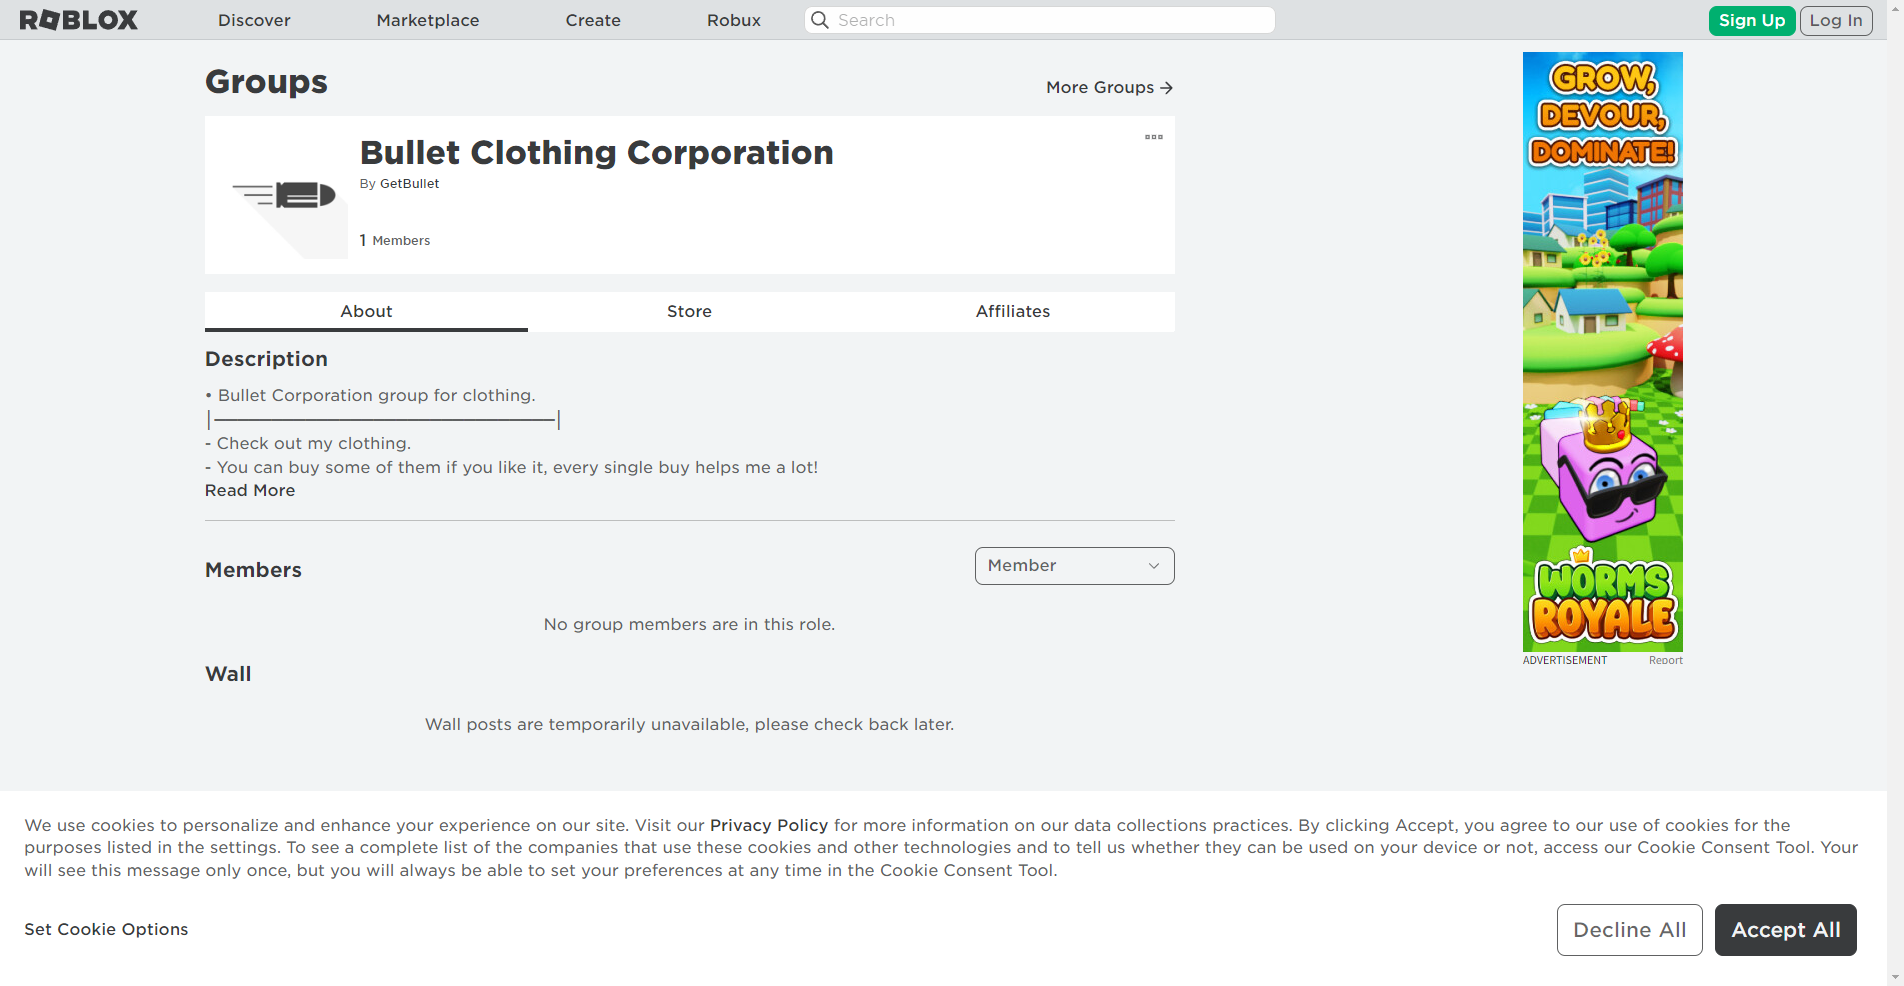 ROBLOX Discover Marketplace Create Robux Search Sign Up Log In
Groups
More Groups →
Bullet Clothing Corporation
By GetBullet
1 Members
About Store Affiliates
Description
• Bullet Corporation group for clothing.
|——————————————————|
- Check out my clothing.
- You can buy some of them if you like it, every single buy helps me a lot!
Read More
Members
Member
No group members are in this role.
Wall
Wall posts are temporarily unavailable, please check back later.
GROW,
DEVOUR,
DOMINATE!
WORMS
ROYALE
ADVERTISEMENT Report
We use cookies to personalize and enhance your experience on our site. Visit our Privacy Policy for more information on our data collections practices. By clicking Accept, you agree to our use of cookies for the
purposes listed in the settings. To see a complete list of the companies that use these cookies and other technologies and to tell us whether they can be used on your device or not, access our Cookie Consent Tool. Your
will see this message only once, but you will always be able to set your preferences at any time in the Cookie Consent Tool.
Set Cookie Options
Decline All
Accept All